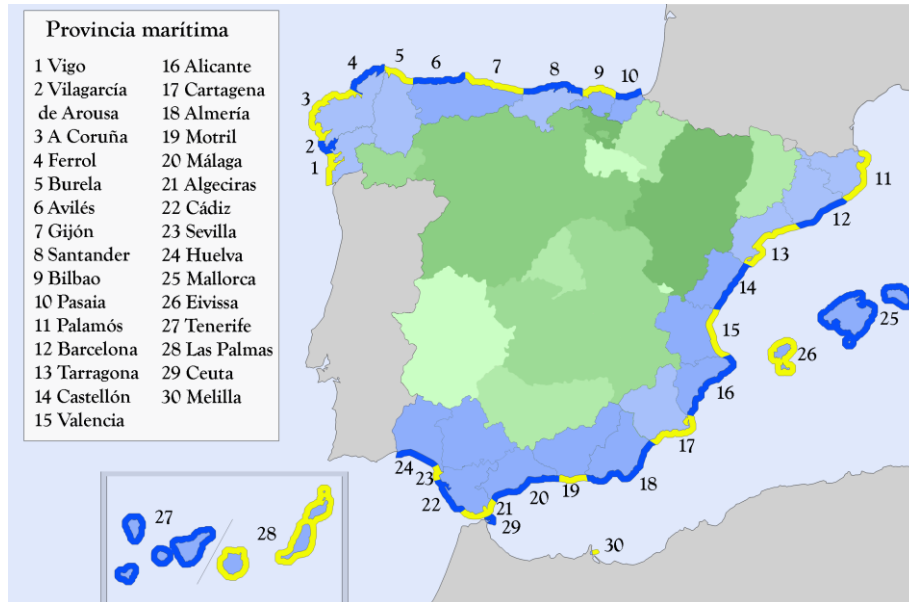 Provincia marítima
1 Vigo
2 Vilagarcía
de Arousa
3 A Coruña
4 Ferrol
5 Burela
6 Avilés
7 Gijón
8 Santander
9 Bilbao
10 Pasaia
11 Palamós
12 Barcelona
13 Tarragona
14 Castellón
15 Valencia
16 Alicante
17 Cartagena
18 Almería
19 Motril
20 Málaga
21 Algeciras
22 Cádiz
23 Sevilla
24 Huelva
25 Mallorca
26 Eivissa
27 Tenerife
28 Las Palmas
29 Ceuta
30 Melilla
1
2
3
4
5
6
7
8
9
10
11
12
13
14
15
16
17
18
19
20
21
22
23
24
25
26
27
28
29
30